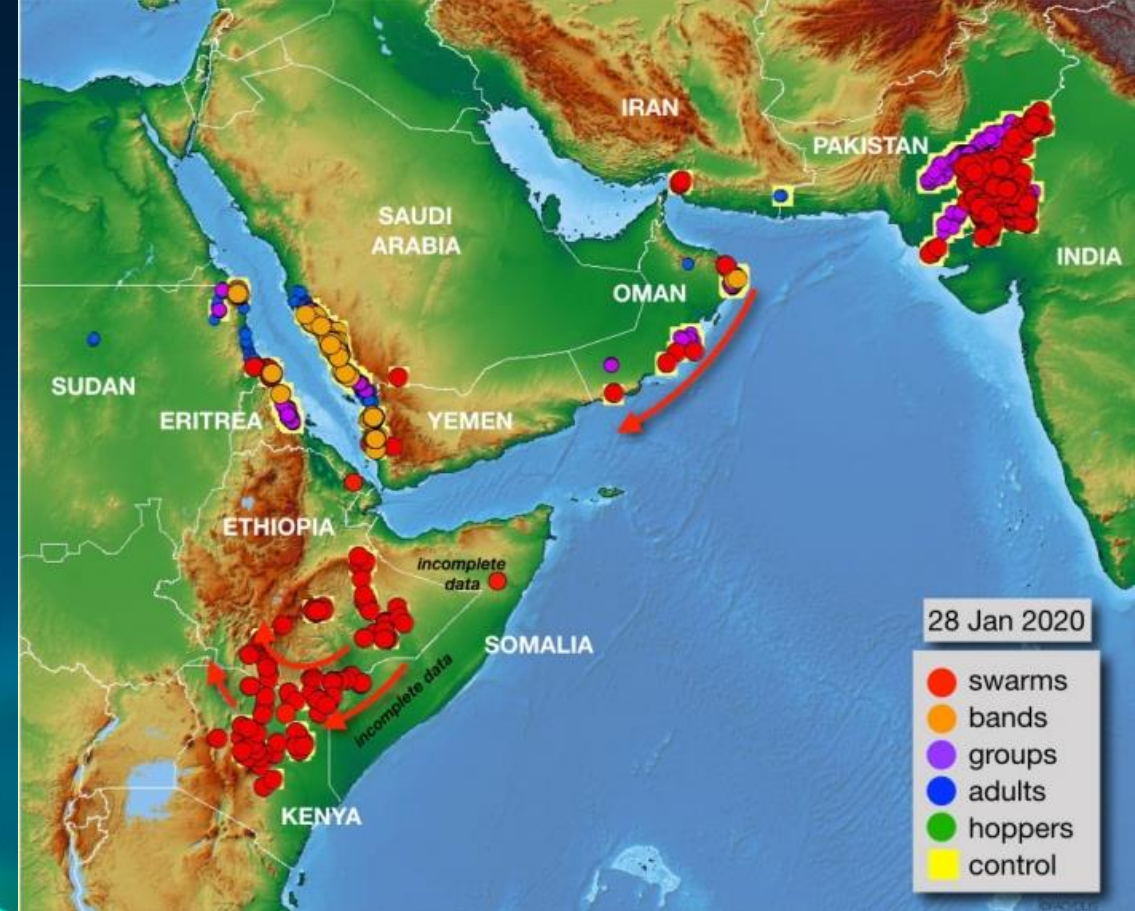 IRAN
PAKISTAN
SAUDI
ARABIA
INDIA
OMAN
SUDAN
ERITREA
YEMEN
ETHIOPIA
incomplete
data
SOMALIA
incomplete data
KENYA
28 Jan 2020
swarms
bands
groups
adults
hoppers
control